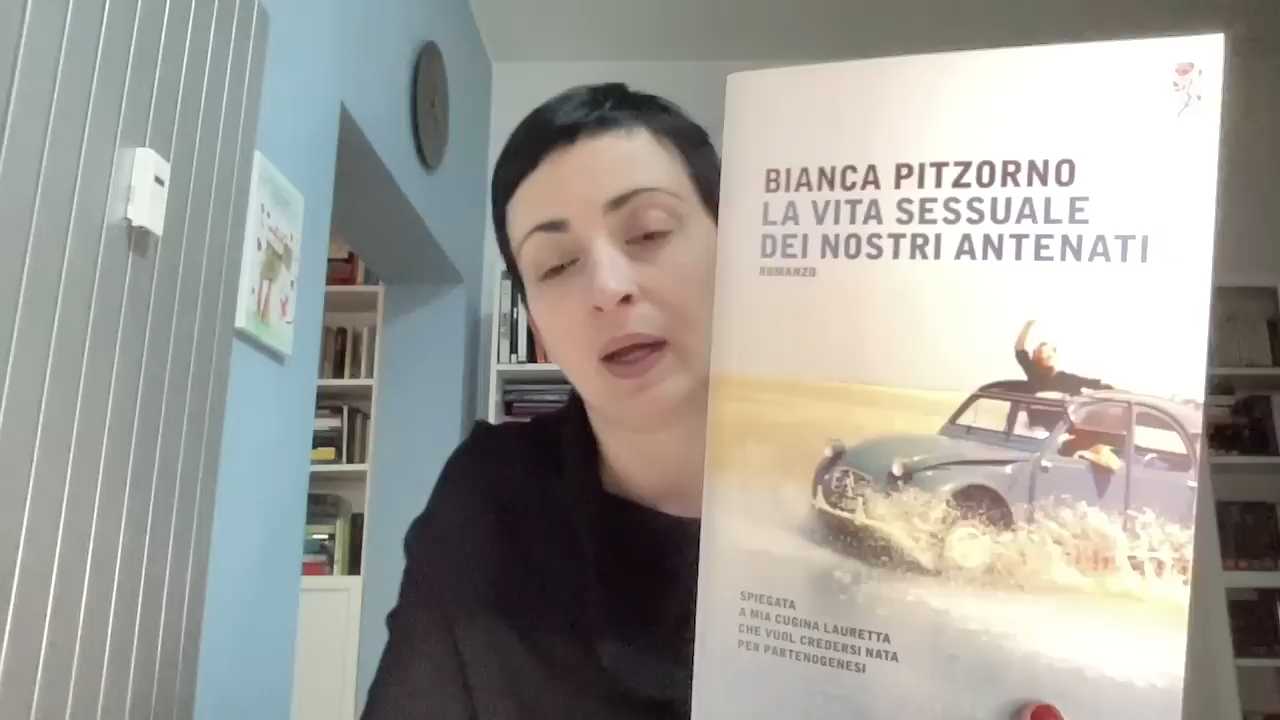 BIANCA PITZORNO
LA VITA SESSUALE
DEI NOSTRI ANTENATI
ROMANZO
SPIEGATA
A MIA CUGINA LAURETTA
CHE VUOL CREDERSI NATA
PER PARTENOGENESI